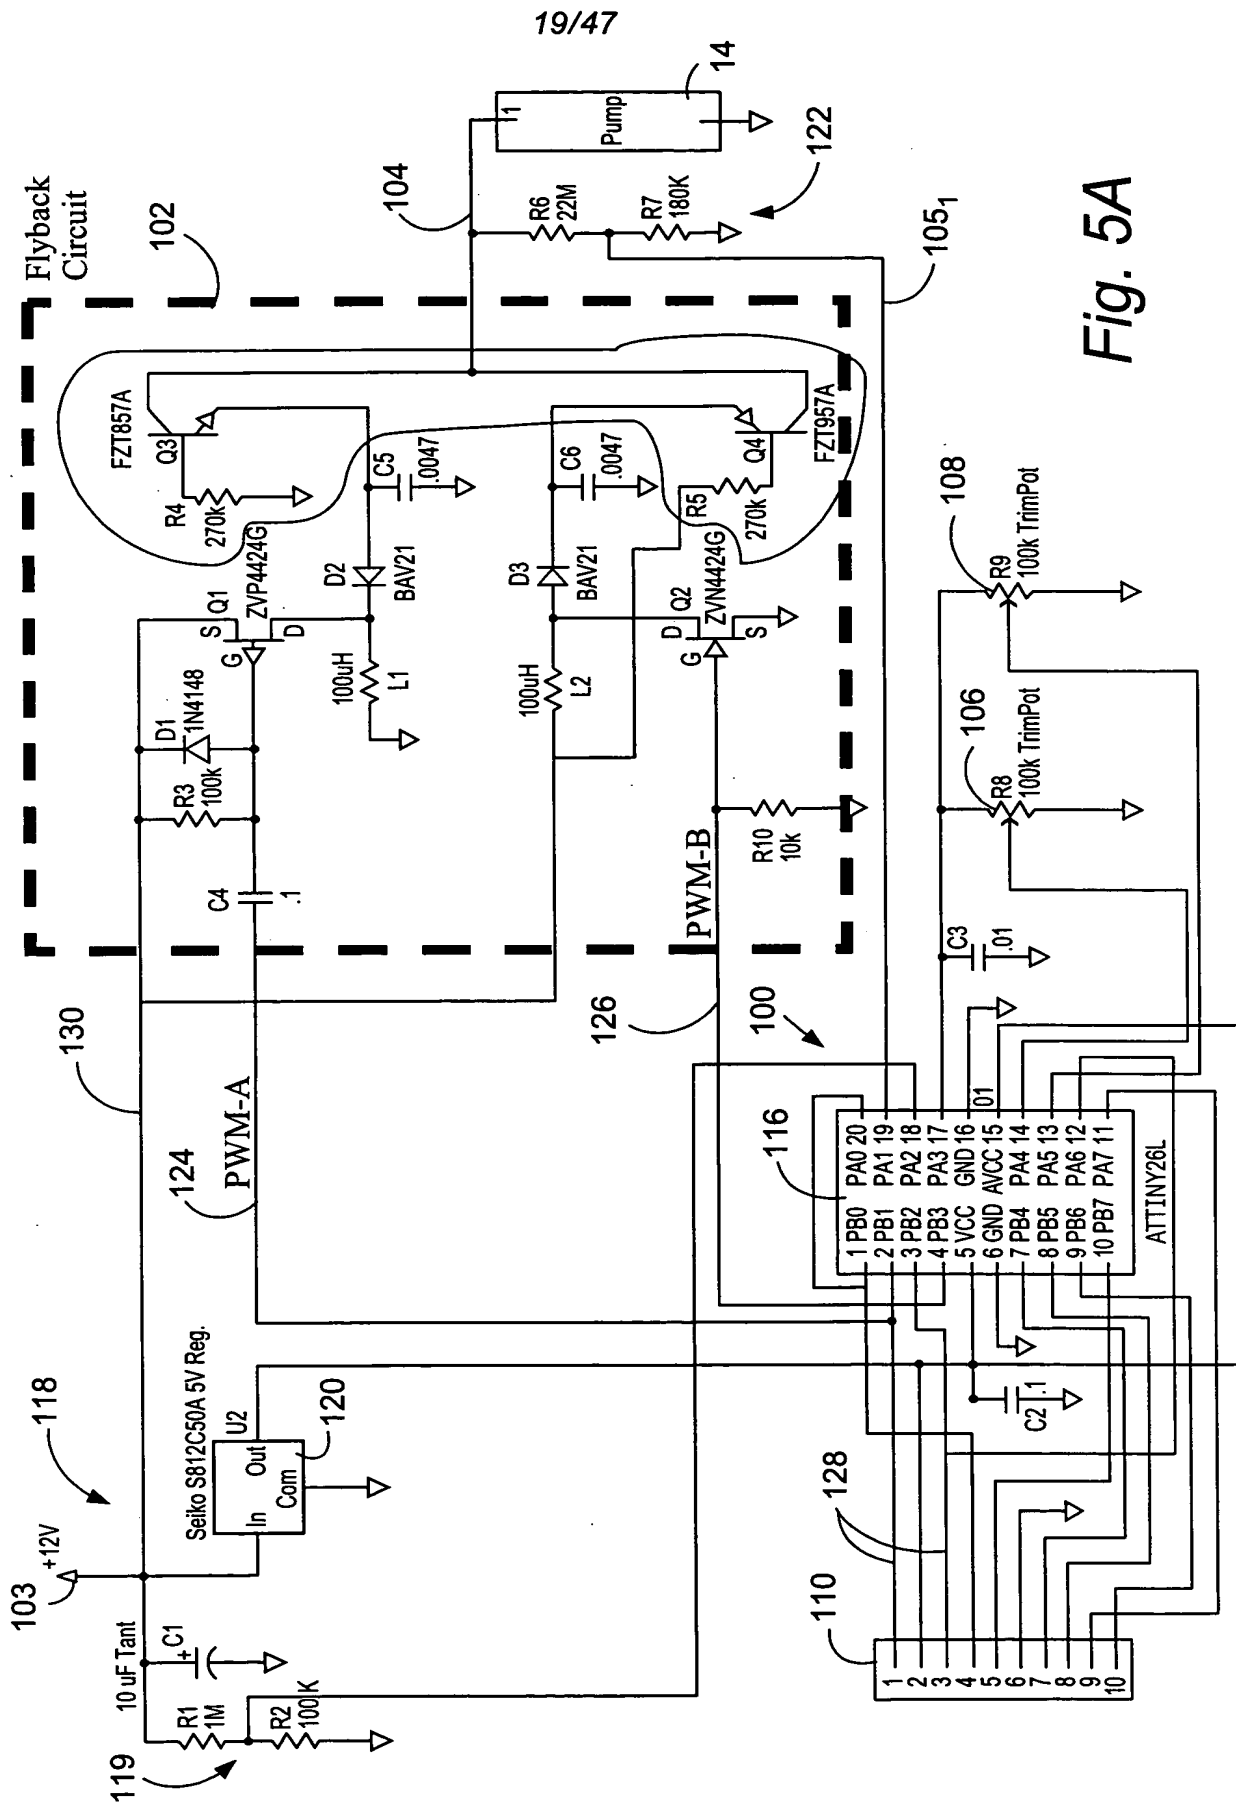 19/47
Flyback
Circuit
102
104
14
1
Pump
122
R6
22M
R7
180K
105₁
Fig. 5A
FZT857A
Q3
R4
270k
C5
.0047
C6
.0047
Q4
FZT957A
R5
270k
D2
BAV21
D3
BAV21
ZVP4424G
Q1
S
G
D
Q2
ZVN4424G
D
G
S
100uH
L1
100uH
L2
D1
1N4148
R3
100k
C4
.1
R10
10k
PWM-B
126
130
PWM-A
124
108
R9
100k TrimPot
106
R8
100k TrimPot
C3
.01
100
116
01
1 PB0 PA0 20
2 PB1 PA1 19
3 PB2 PA2 18
4 PB3 PA3 17
5 VCC GND 16
6 GND AVCC 15
7 PB4 PA4 14
8 PB5 PA5 13
9 PB6 PA6 12
10 PB7 PA7 11
ATTINY26L
118
Seiko S812C50A 5V Reg.
U2
In
Out
Com
120
103
+12V
10 uF Tant
+
C1
R1
1M
R2
100K
119
C2
.1
128
110
1
2
3
4
5
6
7
8
9
10